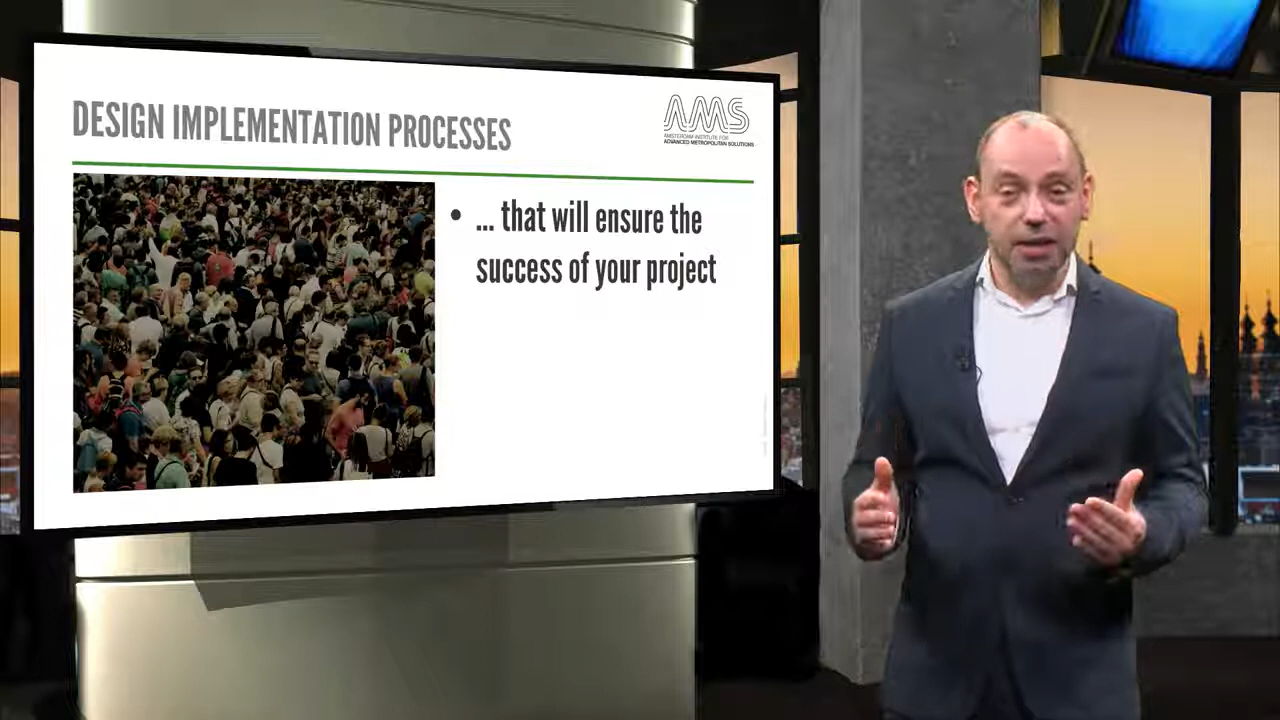 DESIGN IMPLEMENTATION PROCESSES
AMS
AMSTERDAM INSTITUTE FOR
ADVANCED METROPOLITAN SOLUTIONS
• ... that will ensure the
success of your project